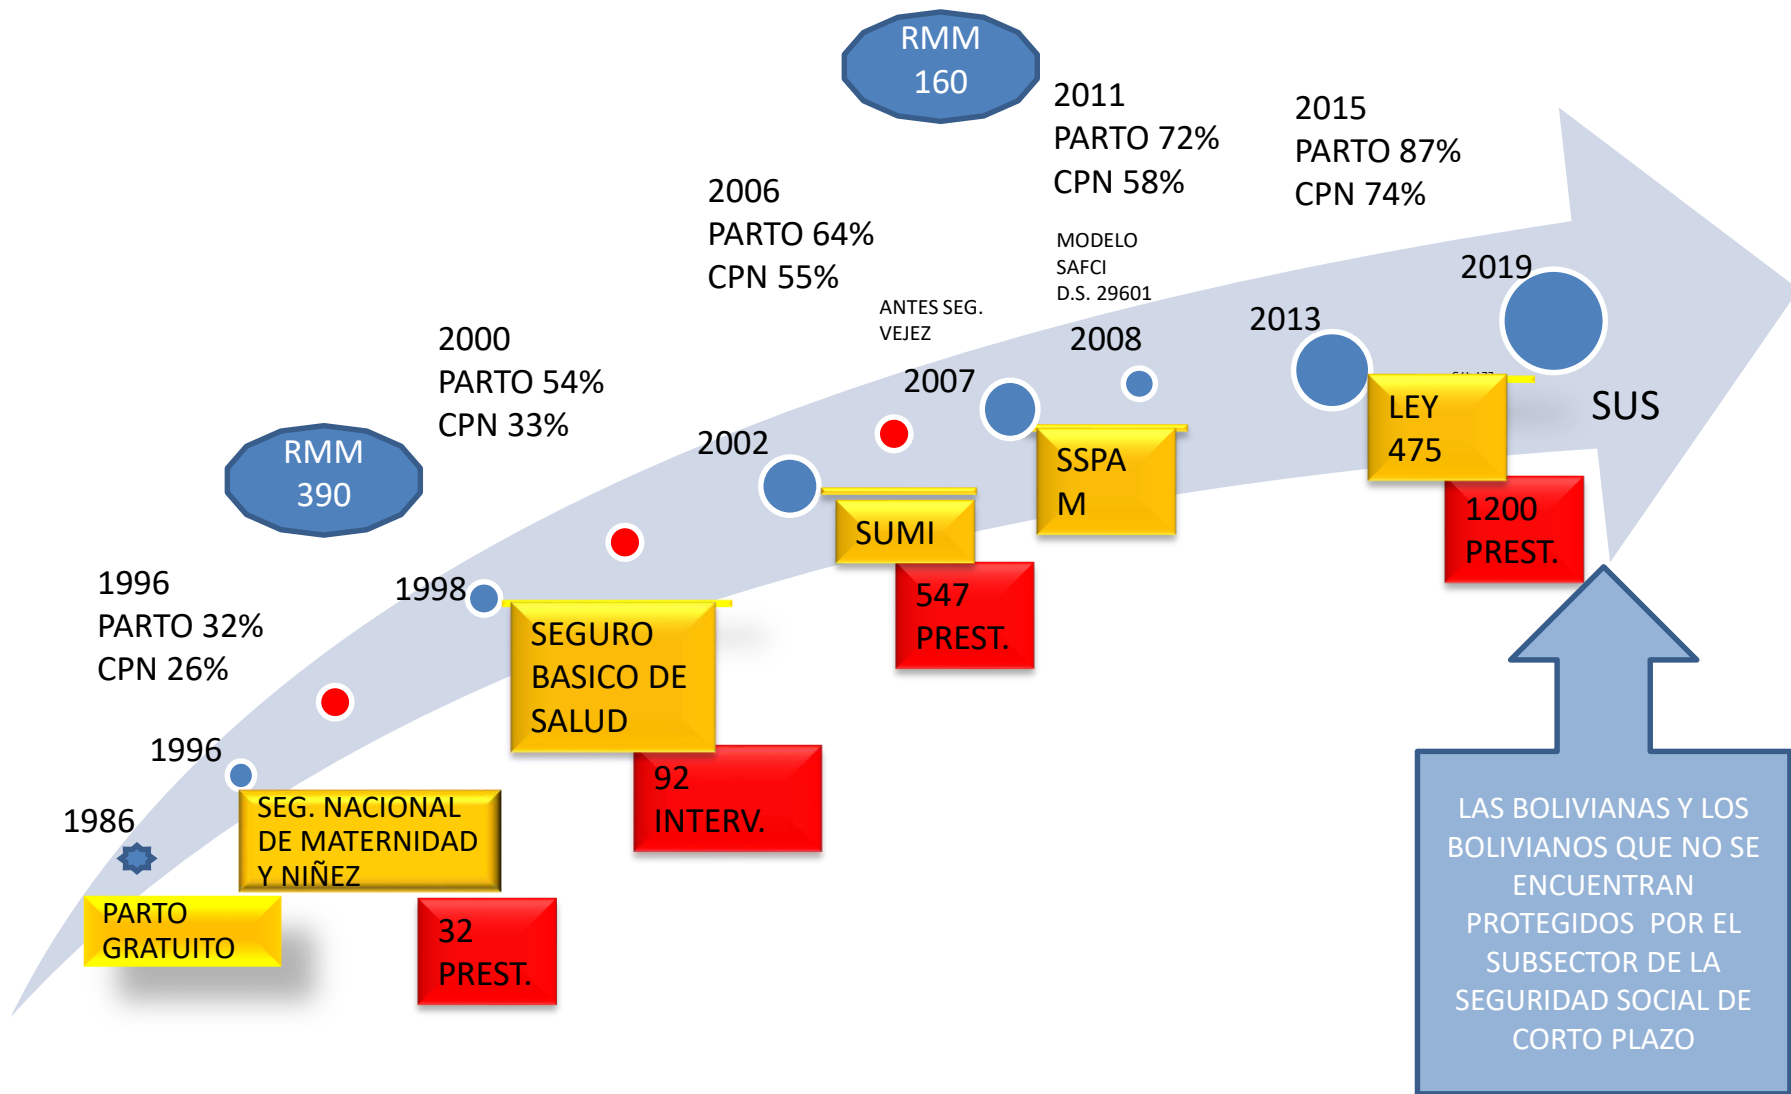 RMM
160
2011
PARTO 72%
CPN 58%
2015
PARTO 87%
CPN 74%
2006
PARTO 64%
CPN 55%
MODELO
SAFCI
D.S. 29601
ANTES SEG.
VEJEZ
2000
PARTO 54%
CPN 33%
RMM
390
1996
PARTO 32%
CPN 26%
1986
PARTO
GRATUITO
1996
SEG. NACIONAL
DE MATERNIDAD
Y NIÑEZ
32
PREST.
1998
SEGURO
BASICO DE
SALUD
92
INTERV.
2002
SUMI
547
PREST.
2007
SSPA
M
2008
2013
LEY
475
1200
PREST.
2019
SUS
LAS BOLIVIANAS Y LOS
BOLIVIANOS QUE NO SE
ENCUENTRAN
PROTEGIDOS POR EL
SUBSECTOR DE LA
SEGURIDAD SOCIAL DE
CORTO PLAZO